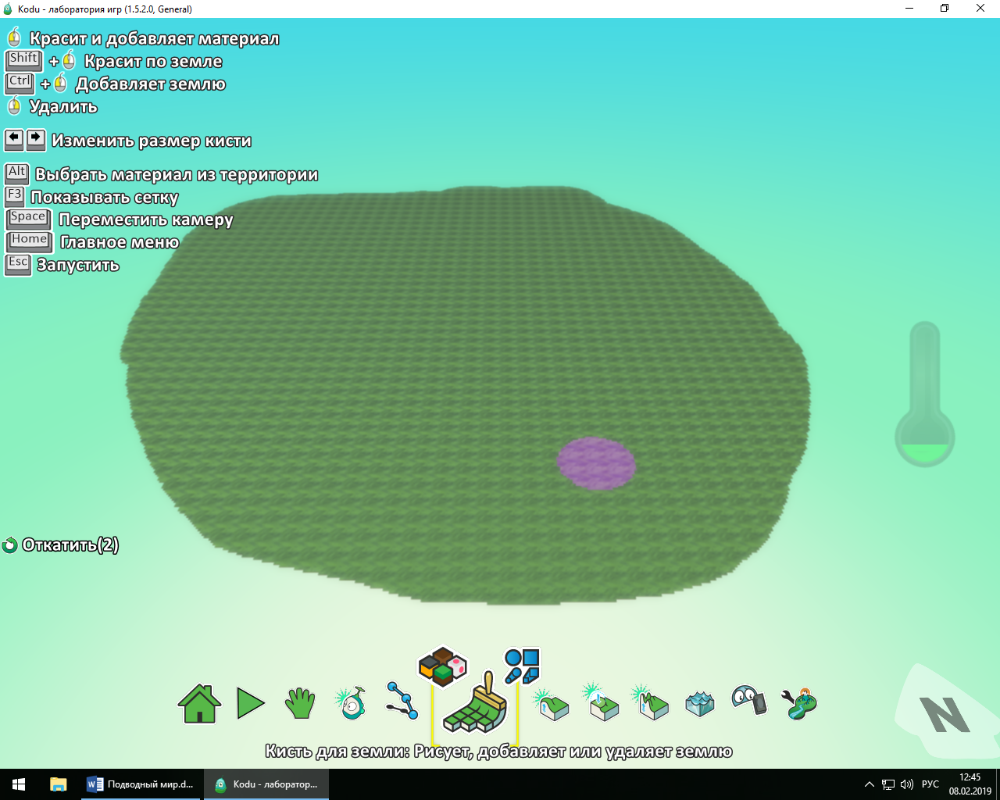 Kodu - лаборатория игр (1.5.2.0, General)
Красит и добавляет материал
Shift + Красит по земле
Ctrl + Добавляет землю
Удалить
Изменить размер кисти
Alt Выбрать материал из территории
F3 Показывать сетку
Space Переместить камеру
Home Главное меню
Esc Запустить
Откатить(2)
N
Кисть для земли: Рисует, добавляет или удаляет землю
Подводный мир.d...
Kodu - лаборатор...
РУС
12:45
08.02.2019